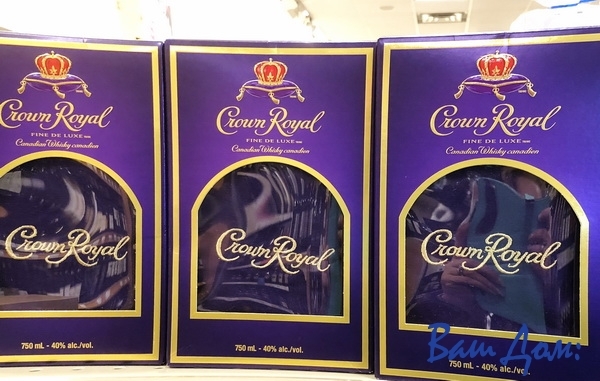 Crown Royal
FINE DE LUXE
Canadian Whisky canadien
Crown Royal
750 mL - 40% alc./vol.
Crown Royal
FINE DE LUXE
Canadian Whisky canadien
Crown Royal
750 mL - 40% alc./vol.
Crown Royal
FINE DE LUXE
Canadian Whisky canadien
Crown Royal
750 mL - 40% alc./vol.
Ваш Дом: